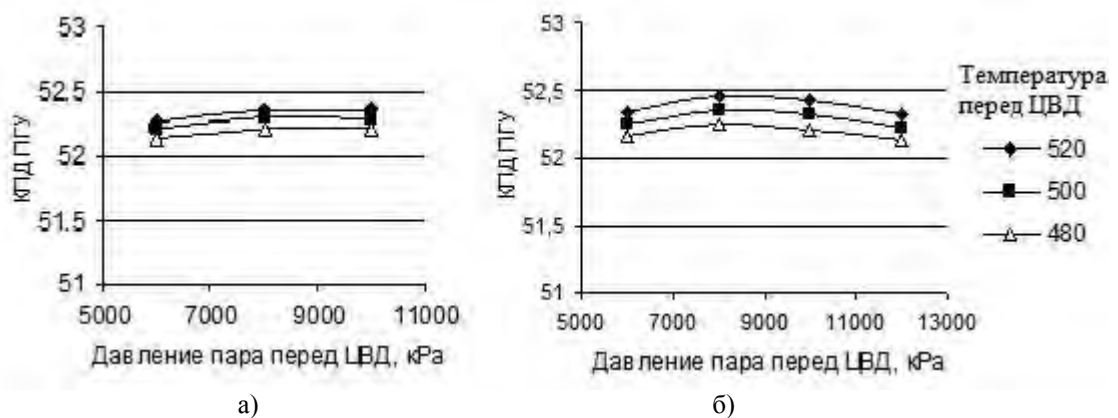 КПД ПГУ
53
52,5
52
51,5
51
5000 7000 9000 11000
Давление пара перед ЦВД, кРа
а)
КПД ПГУ
53
52,5
52
51,5
51
5000 7000 9000 11000 13000
Давление пара перед ЦВД, кРа
б)
Температура
перед ЦВД
520
500
480